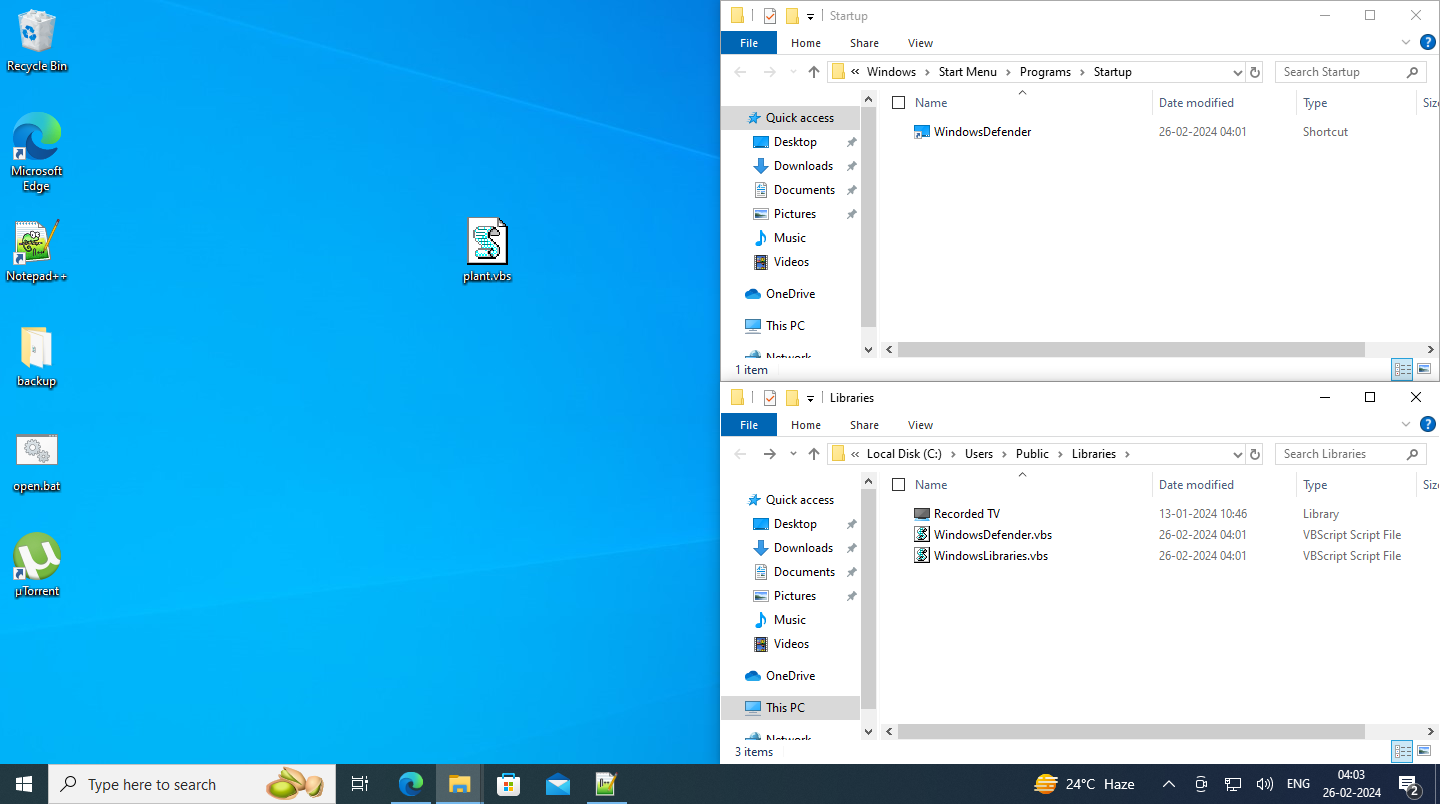 Recycle Bin
Microsoft
Edge
Notepad++
backup
open.bat
µTorrent
plant.vbs
Startup
File Home Share View
« Windows › Start Menu › Programs › Startup
Search Startup
Quick access
Desktop
Downloads
Documents
Pictures
Music
Videos
OneDrive
This PC
Network
Name Date modified Type Siz
WindowsDefender 26-02-2024 04:01 Shortcut
1 item
Libraries
File Home Share View
« Local Disk (C:) › Users › Public › Libraries ›
Search Libraries
Quick access
Desktop
Downloads
Documents
Pictures
Music
Videos
OneDrive
This PC
Network
Name Date modified Type Siz
Recorded TV 13-01-2024 10:46 Library
WindowsDefender.vbs 26-02-2024 04:01 VBScript Script File
WindowsLibraries.vbs 26-02-2024 04:01 VBScript Script File
3 items
Type here to search
24°C Haze
ENG
04:03
26-02-2024
2